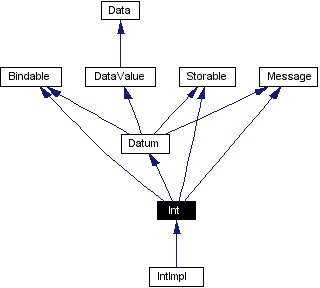 Data
Bindable
DataValue
Storable
Message
Datum
Int
IntImpl